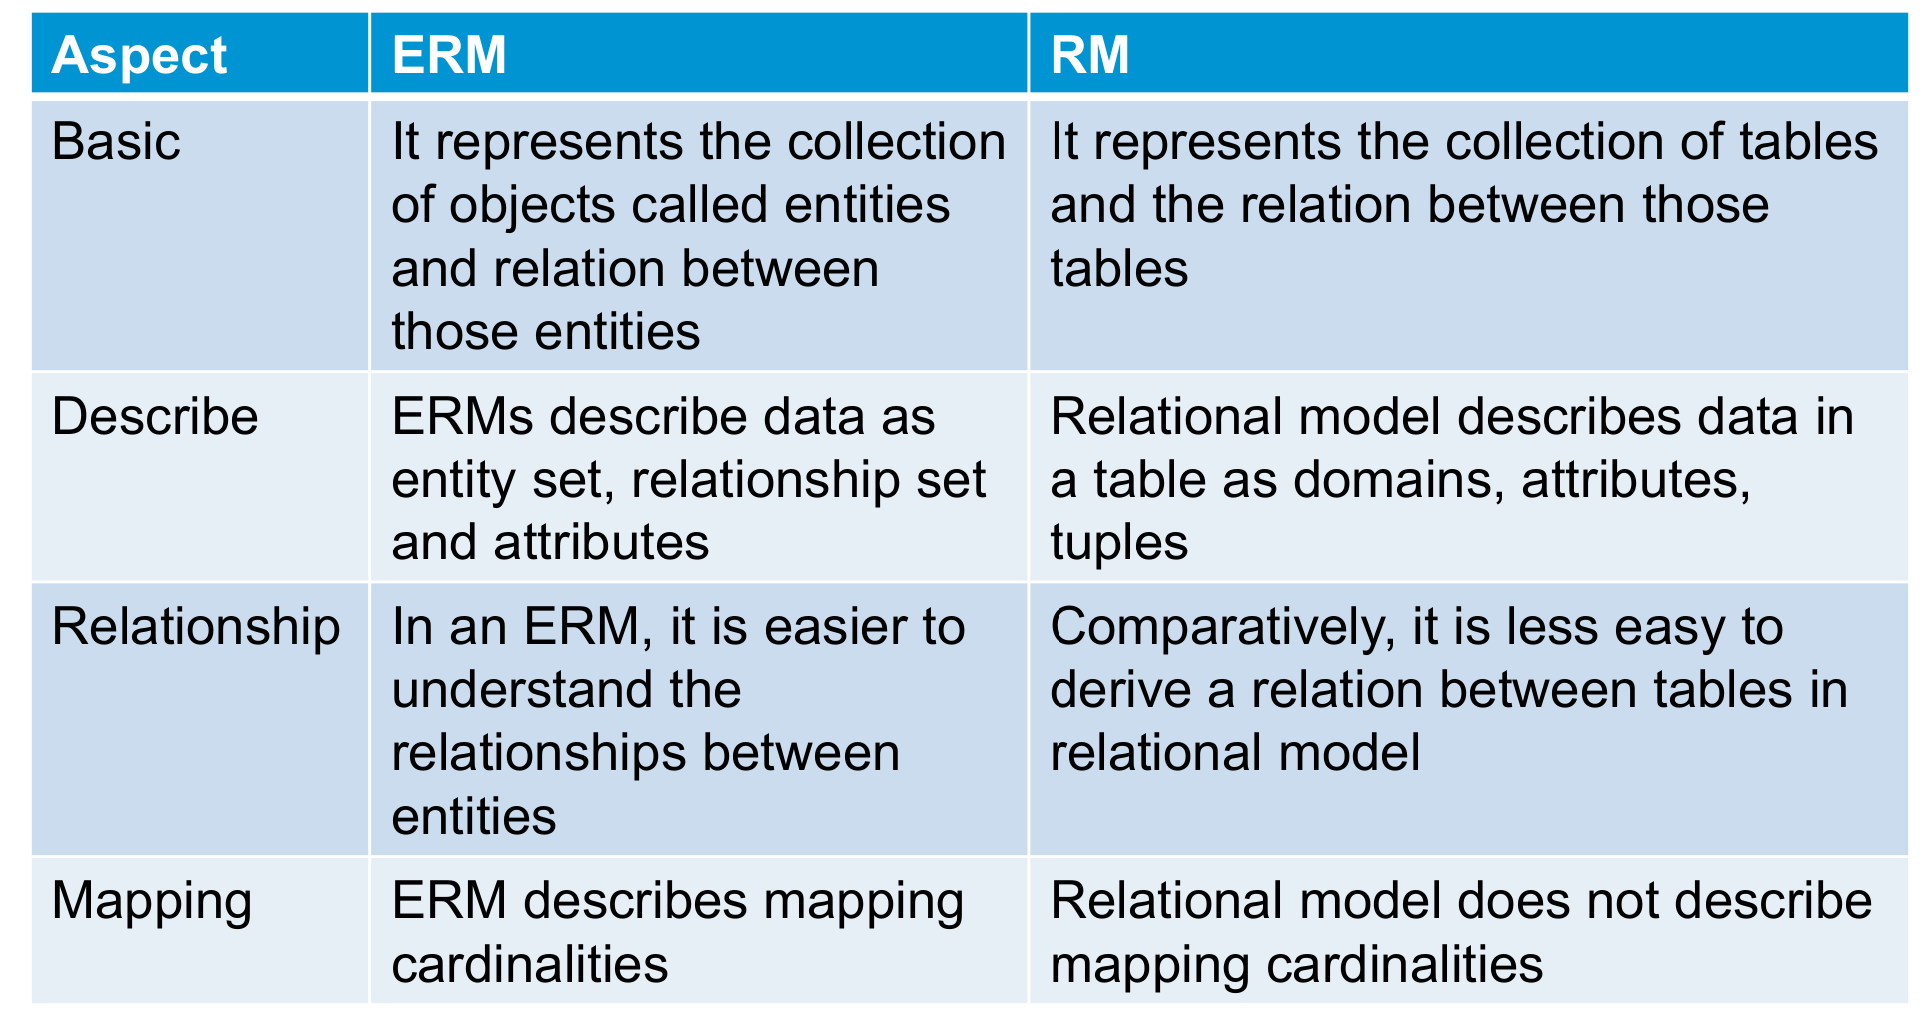 Aspect
ERM
RM
Basic
It represents the collection
of objects called entities
and relation between
those entities
It represents the collection of tables
and the relation between those
tables
Describe
ERMs describe data as
entity set, relationship set
and attributes
Relational model describes data in
a table as domains, attributes,
tuples
Relationship
In an ERM, it is easier to
understand the
relationships between
entities
Comparatively, it is less easy to
derive a relation between tables in
relational model
Mapping
ERM describes mapping
cardinalities
Relational model does not describe
mapping cardinalities